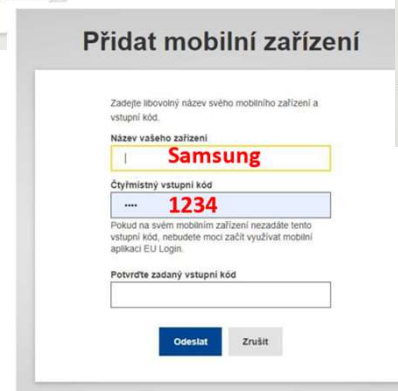 Přidat mobilní zařízení
Zadejte libovolný název svého mobilního zařízení a
vstupní kód.
Název vašeho zařízení
Samsung
Čtyřmístný vstupní kód
•••• 1234
Pokud na svém mobilním zařízení nezadáte tento
vstupní kód, nebudete moci začít využívat mobilní
aplikaci EU Login.
Potvrďte zadaný vstupní kód
Odeslat Zrušit